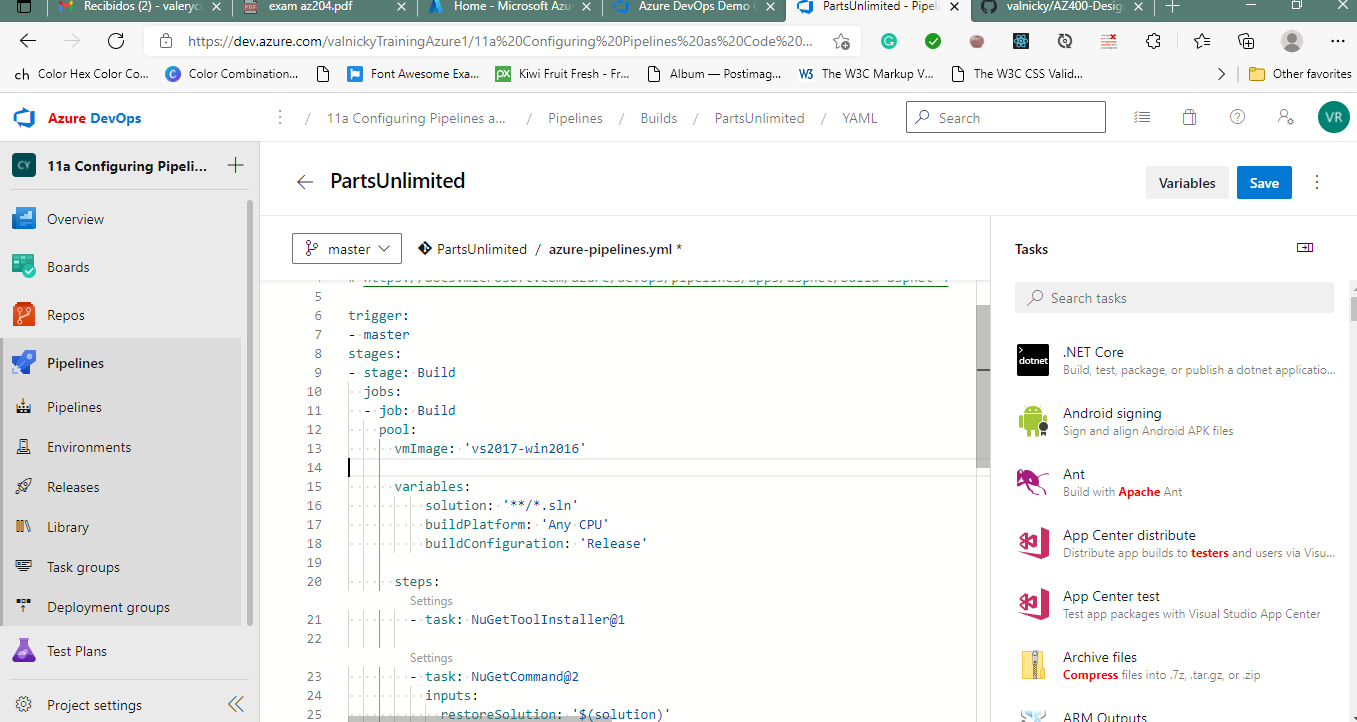 Recibidos (2) - valeryc
exam az204.pdf
Home - Microsoft Azu
Azure DevOps Demo
PartsUnlimited - Pipeli
valnicky/AZ400-Design
https://dev.azure.com/valnickyTrainingAzure1/11a%20Configuring%20Pipelines%20as%20Code%20...
ch Color Hex Color Co...
Color Combination...
Font Awesome Exa...
Kiwi Fruit Fresh - Fr...
Album — Postimag...
The W3C Markup V...
The W3C CSS Valid...
Other favorites
Azure DevOps
/ 11a Configuring Pipelines a... / Pipelines / Builds / PartsUnlimited / YAML
Search
VR
CY 11a Configuring Pipeli...
Overview
Boards
Repos
Pipelines
Pipelines
Environments
Releases
Library
Task groups
Deployment groups
Test Plans
Project settings
PartsUnlimited
Variables
Save
master
PartsUnlimited / azure-pipelines.yml *
4 # https://docs.microsoft.com/azure/devops/pipelines/apps/aspnet/build-aspnet-4
5
6 trigger:
7 - master
8 stages:
9 - stage: Build
10 jobs:
11 - job: Build
12 pool:
13 vmImage: 'vs2017-win2016'
14
15 variables:
16 solution: '**/*.sln'
17 buildPlatform: 'Any CPU'
18 buildConfiguration: 'Release'
19
20 steps:
Settings
21 - task: NuGetToolInstaller@1
22
Settings
23 - task: NuGetCommand@2
24 inputs:
25 restoreSolution: '$(solution)'
Tasks
Search tasks
dotnet
.NET Core
Build, test, package, or publish a dotnet applicatio...
Android signing
Sign and align Android APK files
Ant
Build with Apache Ant
App Center distribute
Distribute app builds to testers and users via Visu...
App Center test
Test app packages with Visual Studio App Center
Archive files
Compress files into .7z, .tar.gz, or .zip
ARM Outputs